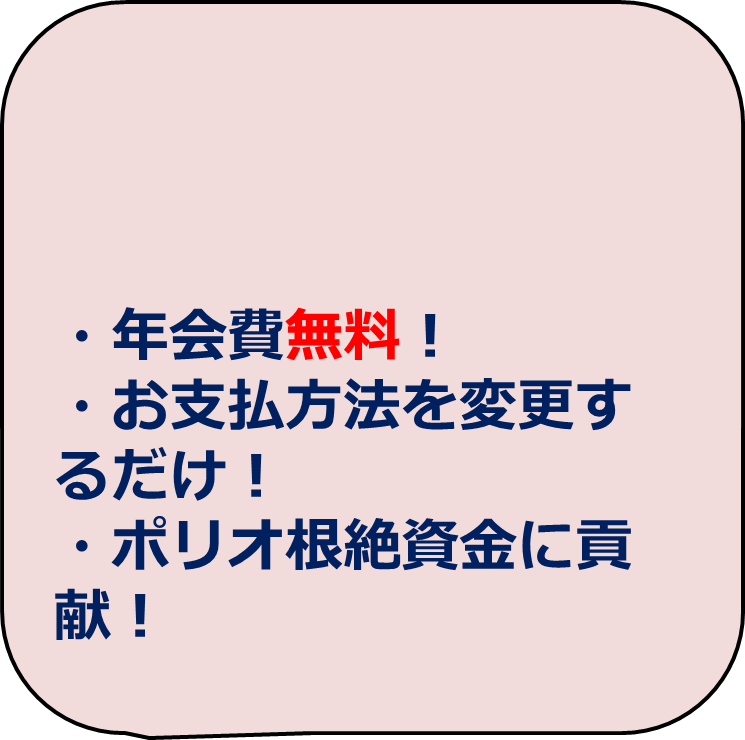 ・年会費無料！
・お支払方法を変更す
るだけ！
・ポリオ根絶資金に貢
献！